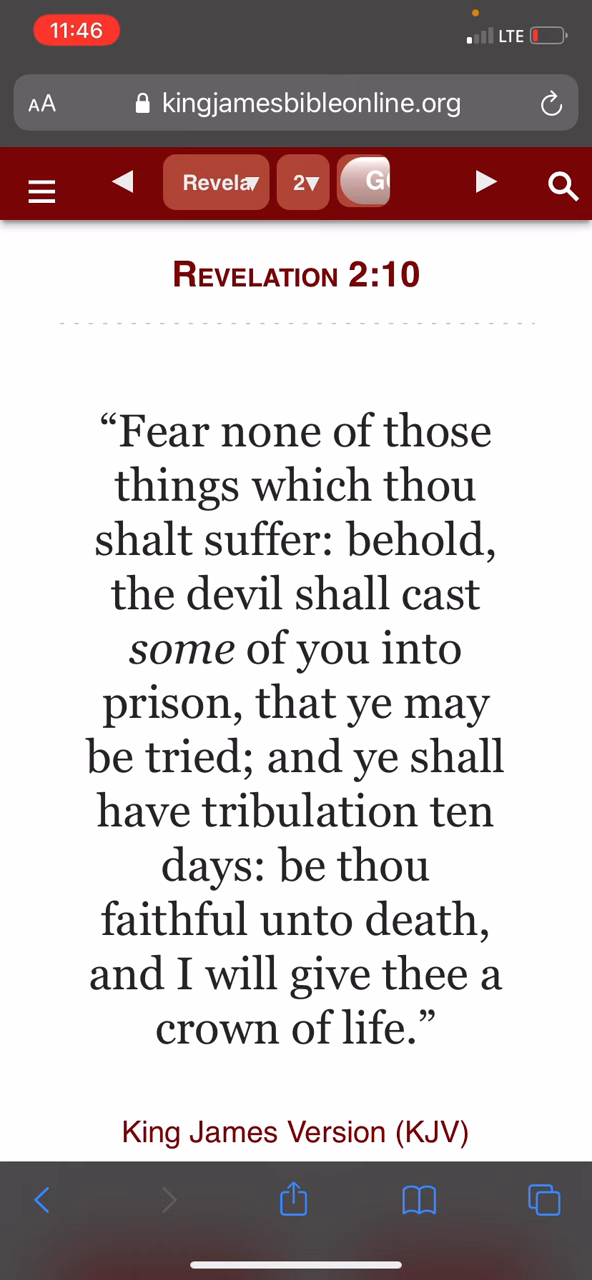 11:46
LTE
AA kingjamesbibleonline.org
Revela 2
REVELATION 2:10
“Fear none of those
things which thou
shalt suffer: behold,
the devil shall cast
some of you into
prison, that ye may
be tried; and ye shall
have tribulation ten
days: be thou
faithful unto death,
and I will give thee a
crown of life.”
King James Version (KJV)